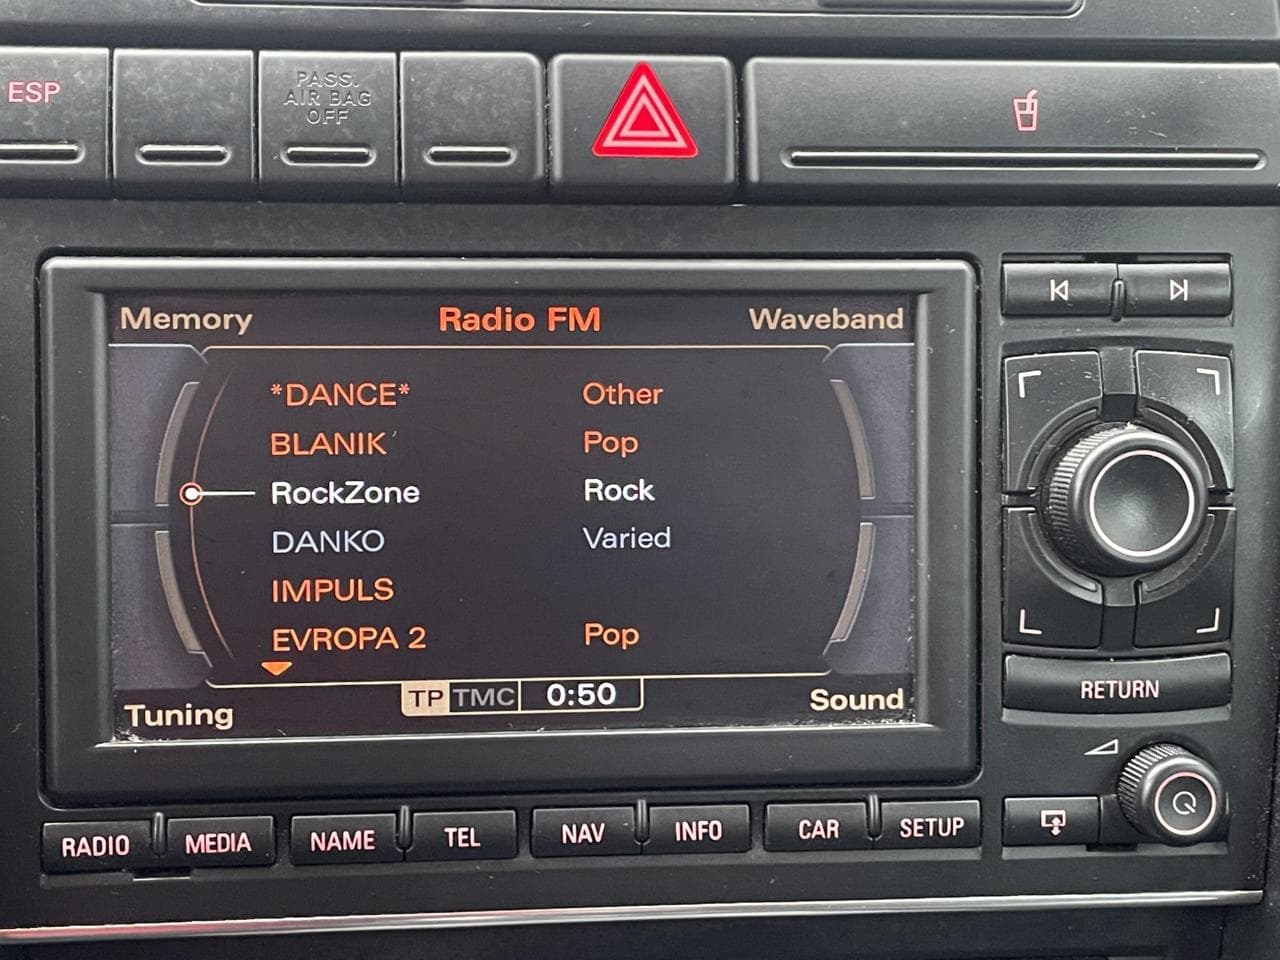 ESP
PASS.
AIR BAG
OFF
Memory Radio FM Waveband
*DANCE* Other
BLANIK Pop
RockZone Rock
DANKO Varied
IMPULS
EVROPA 2 Pop
TP TMC 0:50
Tuning Sound
RETURN
RADIO MEDIA NAME TEL NAV INFO CAR SETUP